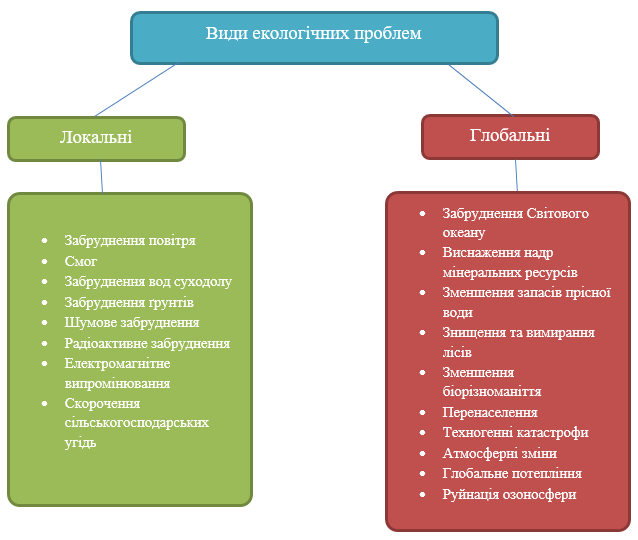 Види екологічних проблем
Локальні
Глобальні
• Забруднення повітря
• Смог
• Забруднення вод суходолу
• Забруднення ґрунтів
• Шумове забруднення
• Радіоактивне забруднення
• Електромагнітне
випромінювання
• Скорочення
сільськогосподарських
угідь
• Забруднення Світового
океану
• Виснаження надр
мінеральних ресурсів
• Зменшення запасів прісної
води
• Знищення та вимирання
лісів
• Зменшення
біорізноманіття
• Перенаселення
• Техногенні катастрофи
• Атмосферні зміни
• Глобальне потепління
• Руйнація озоносфери